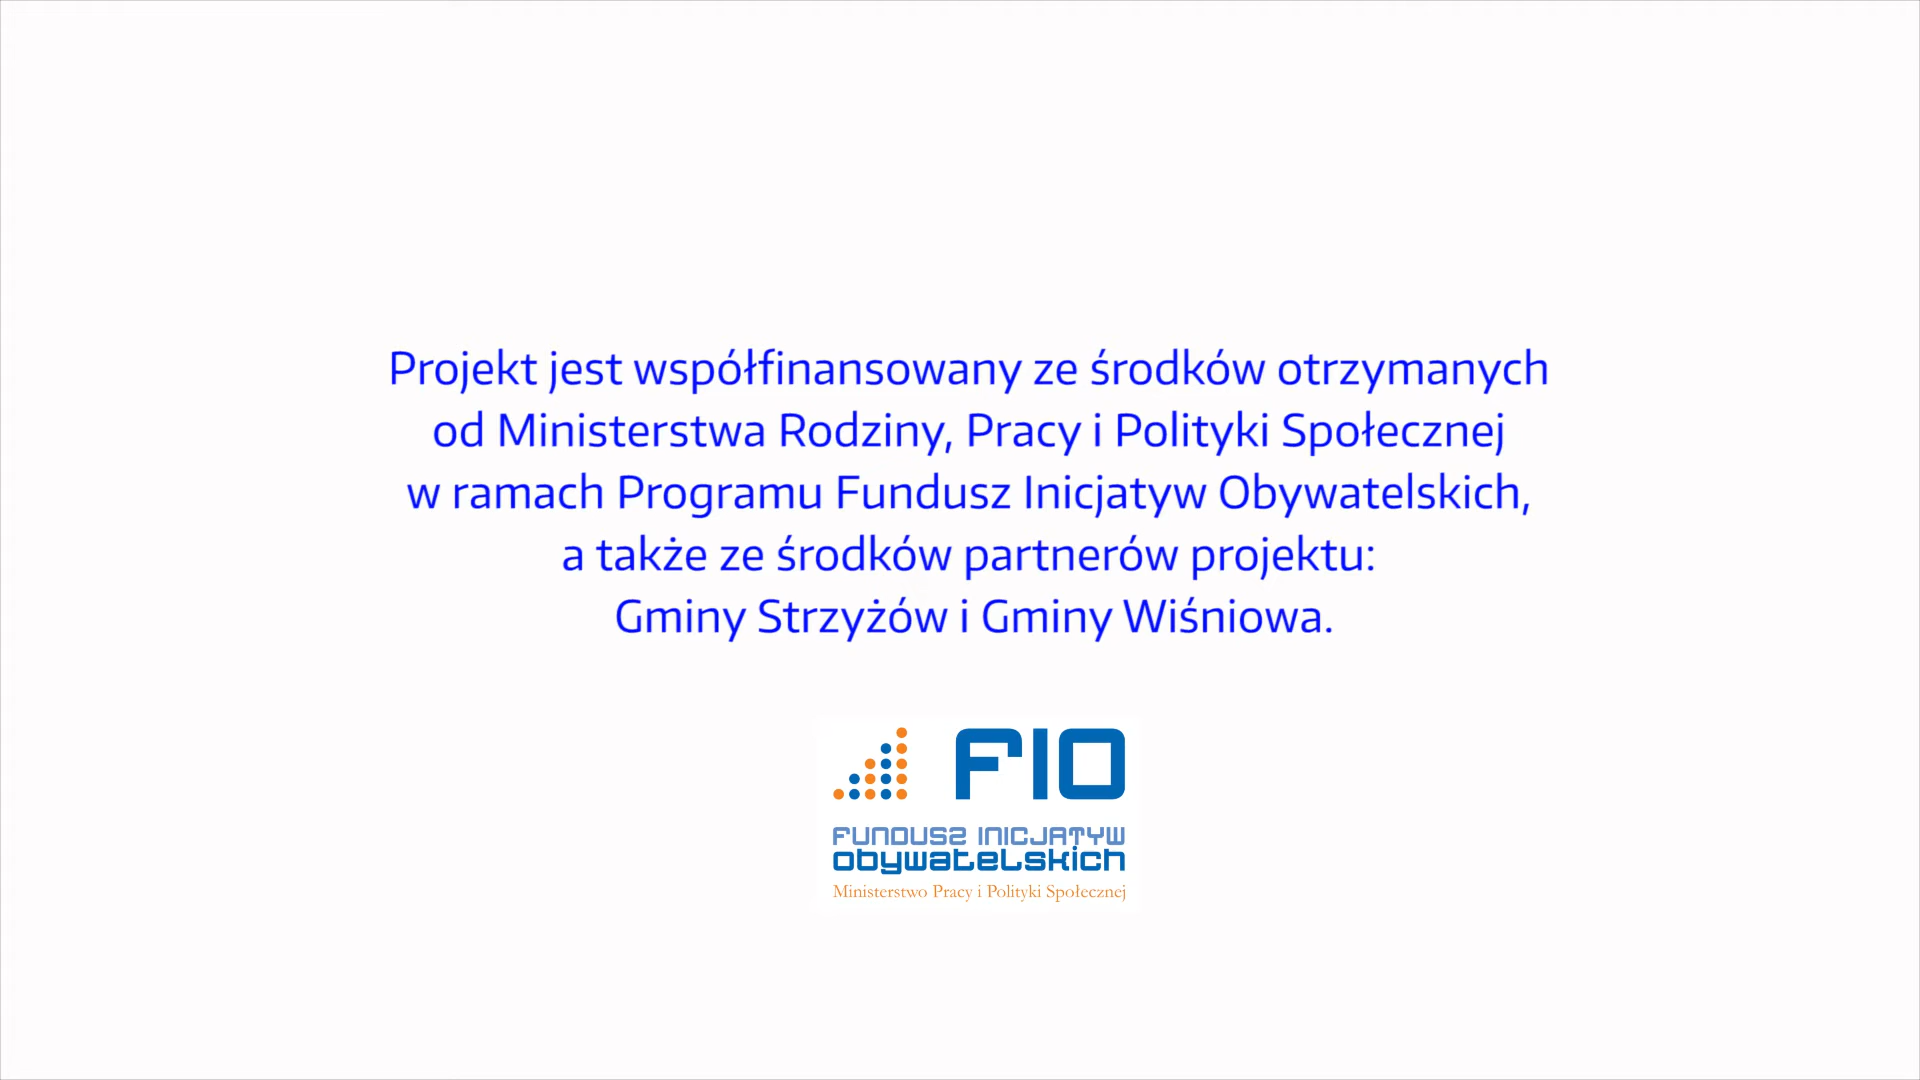 Projekt jest współfinansowany ze środków otrzymanych
od Ministerstwa Rodziny, Pracy i Polityki Społecznej
w ramach Programu Fundusz Inicjatyw Obywatelskich,
a także ze środków partnerów projektu:
Gminy Strzyżów i Gminy Wiśniowa.
FIO
FUNDUSZ INICJATYW
obywatelskich
Ministerstwo Pracy i Polityki Społecznej